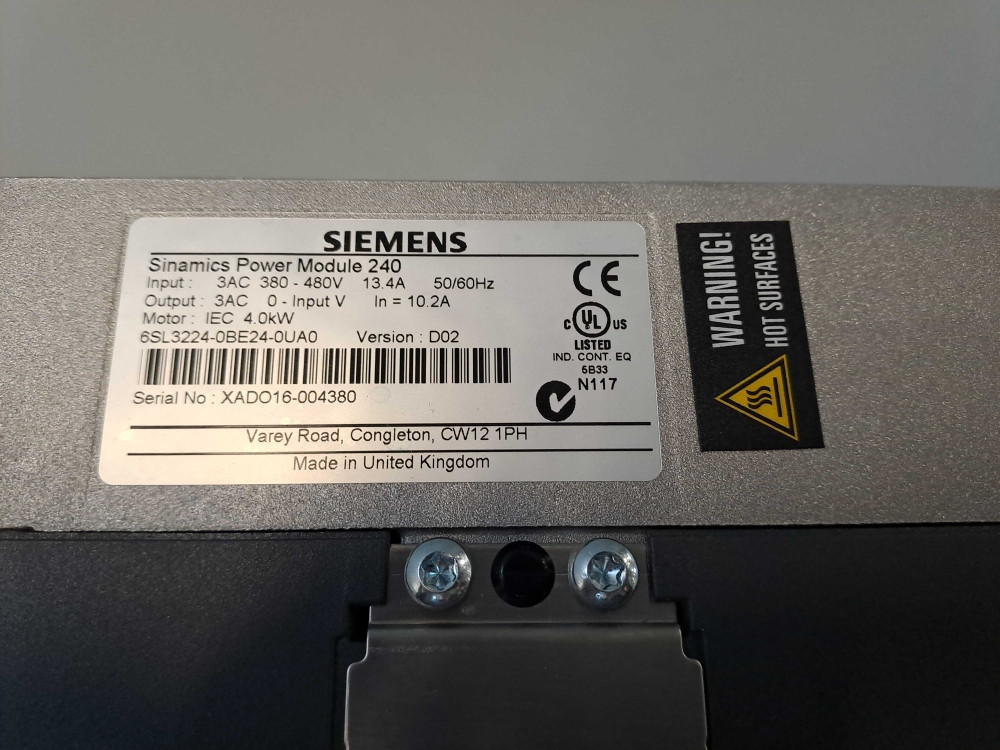 SIEMENS
Sinamics Power Module 240
Input : 3AC 380 - 480V 13.4A 50/60Hz
Output : 3AC 0 - Input V In = 10.2A
Motor : IEC 4.0kW
6SL3224-0BE24-0UA0 Version : D02
Serial No : XADO16-004380
Varey Road, Congleton, CW12 1PH
Made in United Kingdom
CE
C UL US
LISTED
IND. CONT. EQ
6B33
N117
WARNING!
HOT SURFACES